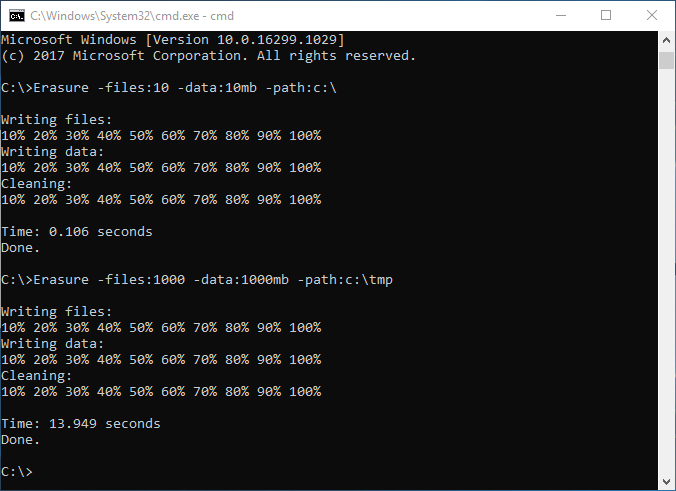 C:\Windows\System32\cmd.exe - cmd
Microsoft Windows [Version 10.0.16299.1029]
(c) 2017 Microsoft Corporation. All rights reserved.
C:\>Erasure -files:10 -data:10mb -path:c:\
Writing files:
10% 20% 30% 40% 50% 60% 70% 80% 90% 100%
Writing data:
10% 20% 30% 40% 50% 60% 70% 80% 90% 100%
Cleaning:
10% 20% 30% 40% 50% 60% 70% 80% 90% 100%
Time: 0.106 seconds
Done.
C:\>Erasure -files:1000 -data:1000mb -path:c:\tmp
Writing files:
10% 20% 30% 40% 50% 60% 70% 80% 90% 100%
Writing data:
10% 20% 30% 40% 50% 60% 70% 80% 90% 100%
Cleaning:
10% 20% 30% 40% 50% 60% 70% 80% 90% 100%
Time: 13.949 seconds
Done.
C:\>